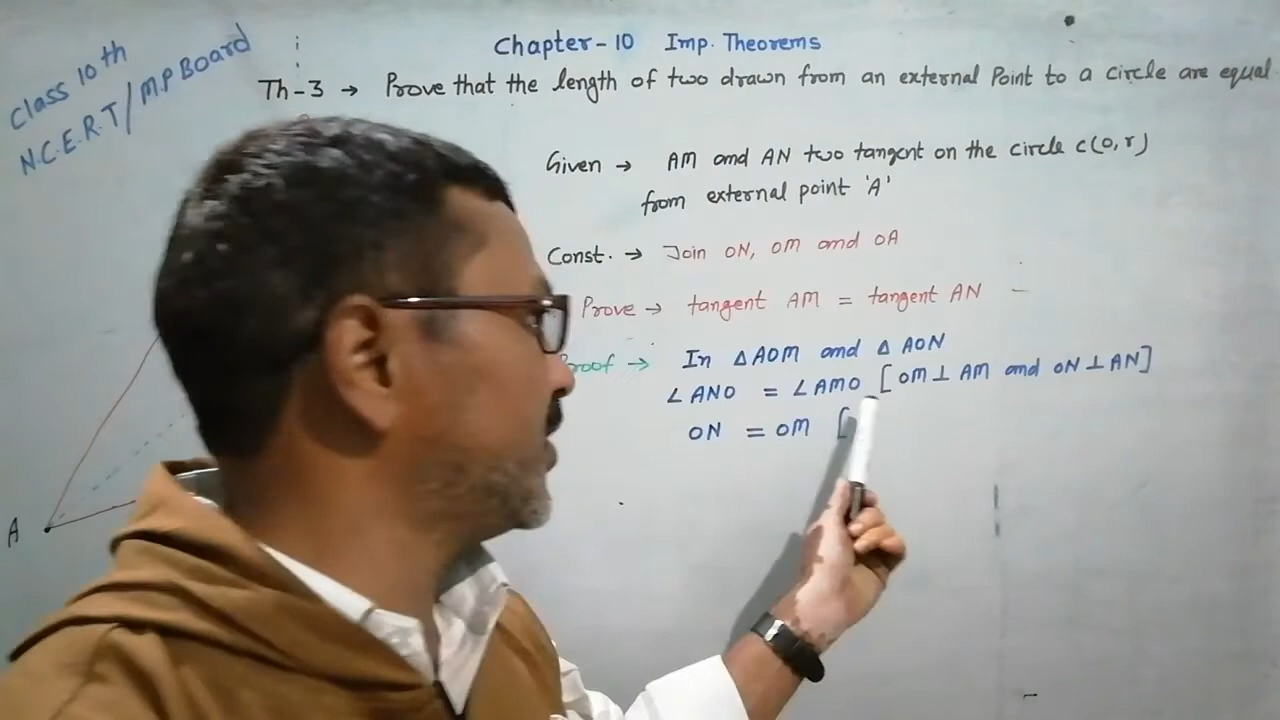 Class 10th
N.C.E.R.T/M.P Board
Chapter-10 Imp. Theorems
Th-3 → Prove that the length of two drawn from an external Point to a circle are equal.
Given → AM and AN two tangent on the circle c(o,r)
from external point 'A'
Const. → Join ON, OM and OA
Prove → tangent AM = tangent AN
Proof → In △AOM and △AON
∠ANO = ∠AMO [OM⊥AM and ON⊥AN]
ON = OM [
A